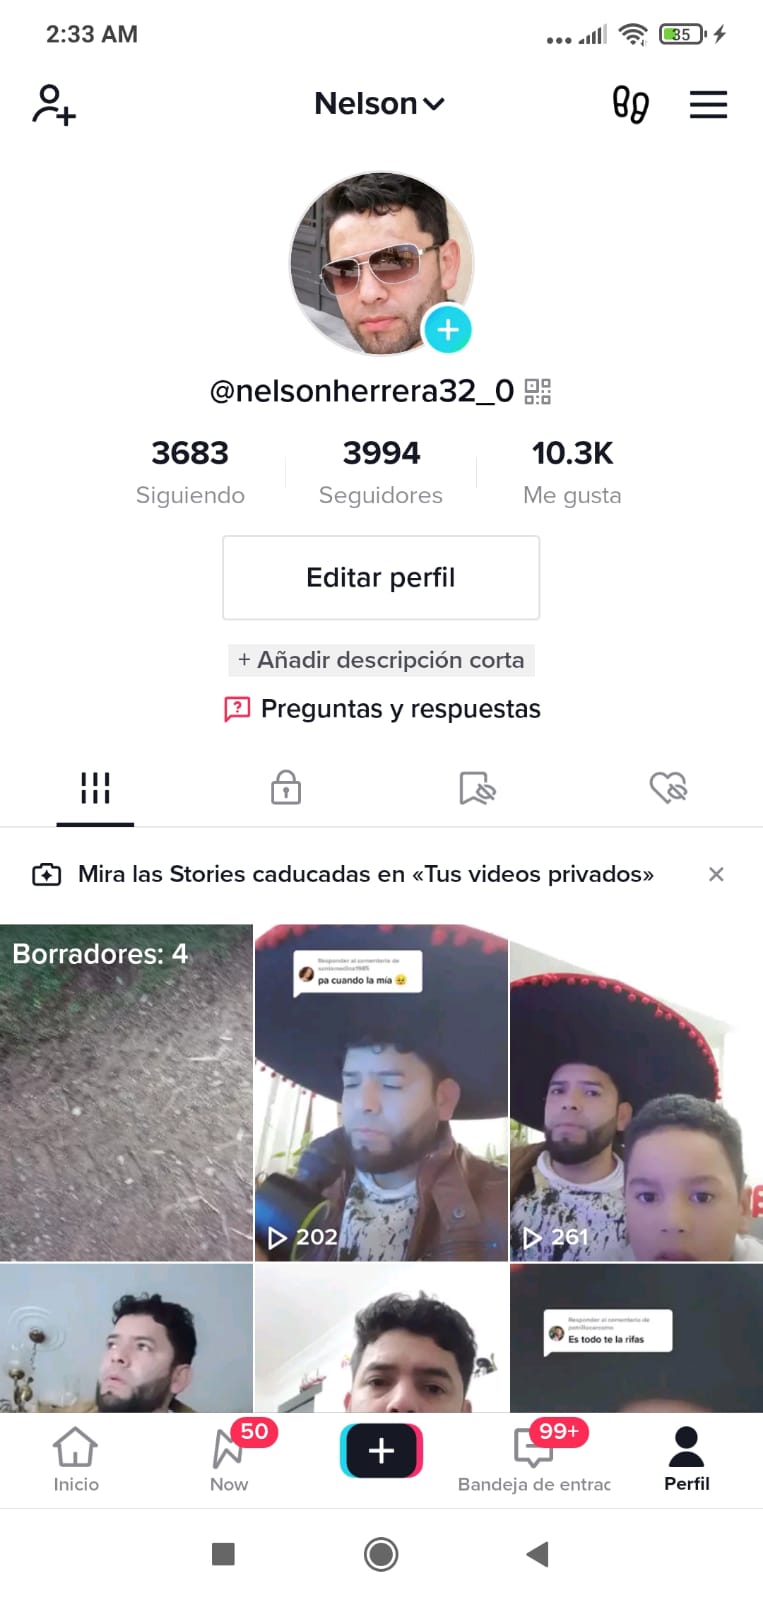 2:33 AM
35
Nelson
@nelsonherrera32_0
3683
3994
10.3K
Siguiendo
Seguidores
Me gusta
Editar perfil
+ Añadir descripción corta
Preguntas y respuestas
Mira las Stories caducadas en «Tus videos privados»
Borradores: 4
Responder al comentario de
soniamedina1985
pa cuando la mía
202
261
Responder al comentario de
Es todo te la rifas
50
99+
Inicio
Now
Bandeja de entrac
Perfil